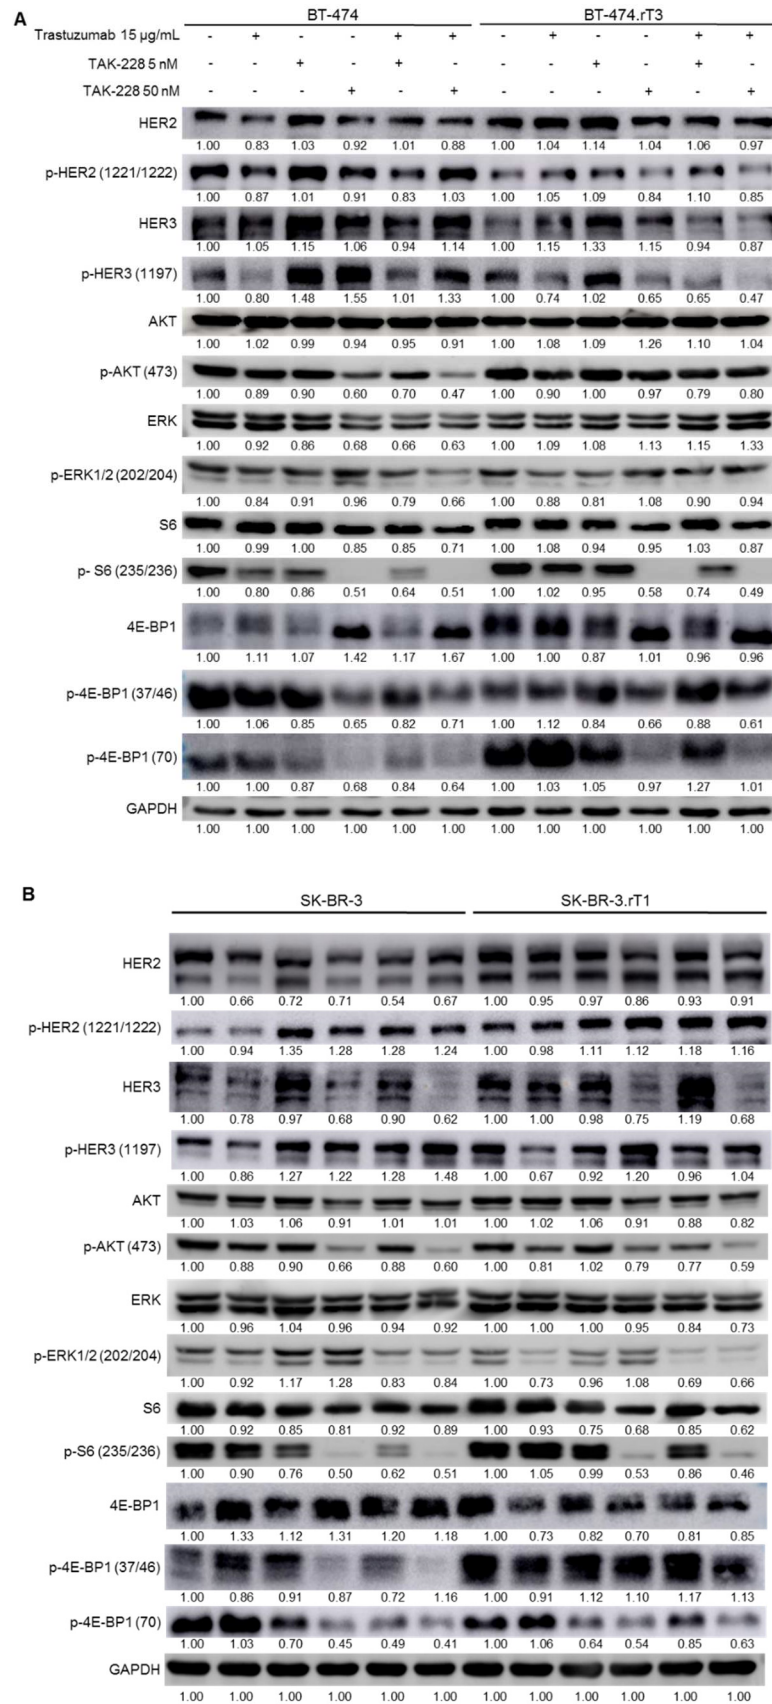 A
BT-474 BT-474.rT3
Trastuzumab 15 µg/mL - + - - + + - + - - + +
TAK-228 5 nM - - + - + - - - + - + -
TAK-228 50 nM - - - + - + - - - + - +
HER2
1.00 0.83 1.03 0.92 1.01 0.88 1.00 1.04 1.14 1.04 1.06 0.97
p-HER2 (1221/1222)
1.00 0.87 1.01 0.91 0.83 1.03 1.00 1.05 1.09 0.84 1.10 0.85
HER3
1.00 1.05 1.15 1.06 0.94 1.14 1.00 1.15 1.33 1.15 0.94 0.87
p-HER3 (1197)
1.00 0.80 1.48 1.55 1.01 1.33 1.00 0.74 1.02 0.65 0.65 0.47
AKT
1.00 1.02 0.99 0.94 0.95 0.91 1.00 1.08 1.09 1.26 1.10 1.04
p-AKT (473)
1.00 0.89 0.90 0.60 0.70 0.47 1.00 0.90 1.00 0.97 0.79 0.80
ERK
1.00 0.92 0.86 0.68 0.66 0.63 1.00 1.09 1.08 1.13 1.15 1.33
p-ERK1/2 (202/204)
1.00 0.84 0.91 0.96 0.79 0.66 1.00 0.88 0.81 1.08 0.90 0.94
S6
1.00 0.99 1.00 0.85 0.85 0.71 1.00 1.08 0.94 0.95 1.03 0.87
p- S6 (235/236)
1.00 0.80 0.86 0.51 0.64 0.51 1.00 1.02 0.95 0.58 0.74 0.49
4E-BP1
1.00 1.11 1.07 1.42 1.17 1.67 1.00 1.00 0.87 1.01 0.96 0.96
p-4E-BP1 (37/46)
1.00 1.06 0.85 0.65 0.82 0.71 1.00 1.12 0.84 0.66 0.88 0.61
p-4E-BP1 (70)
1.00 1.00 0.87 0.68 0.84 0.64 1.00 1.03 1.05 0.97 1.27 1.01
GAPDH
1.00 1.00 1.00 1.00 1.00 1.00 1.00 1.00 1.00 1.00 1.00 1.00
B
SK-BR-3 SK-BR-3.rT1
HER2
1.00 0.66 0.72 0.71 0.54 0.67 1.00 0.95 0.97 0.86 0.93 0.91
p-HER2 (1221/1222)
1.00 0.94 1.35 1.28 1.28 1.24 1.00 0.98 1.11 1.12 1.18 1.16
HER3
1.00 0.78 0.97 0.68 0.90 0.62 1.00 1.00 0.98 0.75 1.19 0.68
p-HER3 (1197)
1.00 0.86 1.27 1.22 1.28 1.48 1.00 0.67 0.92 1.20 0.96 1.04
AKT
1.00 1.03 1.06 0.91 1.01 1.01 1.00 1.02 1.06 0.91 0.88 0.82
p-AKT (473)
1.00 0.88 0.90 0.66 0.88 0.60 1.00 0.81 1.02 0.79 0.77 0.59
ERK
1.00 0.96 1.04 0.96 0.94 0.92 1.00 1.00 1.00 0.95 0.84 0.73
p-ERK1/2 (202/204)
1.00 0.92 1.17 1.28 0.83 0.84 1.00 0.73 0.96 1.08 0.69 0.66
S6
1.00 0.92 0.85 0.81 0.92 0.89 1.00 0.93 0.75 0.68 0.85 0.62
p-S6 (235/236)
1.00 0.90 0.76 0.50 0.62 0.51 1.00 1.05 0.99 0.53 0.86 0.46
4E-BP1
1.00 1.33 1.12 1.31 1.20 1.18 1.00 0.73 0.82 0.70 0.81 0.85
p-4E-BP1 (37/46)
1.00 0.86 0.91 0.87 0.72 1.16 1.00 0.91 1.12 1.10 1.17 1.13
p-4E-BP1 (70)
1.00 1.03 0.70 0.45 0.49 0.41 1.00 1.06 0.64 0.54 0.85 0.63
GAPDH
1.00 1.00 1.00 1.00 1.00 1.00 1.00 1.00 1.00 1.00 1.00 1.00